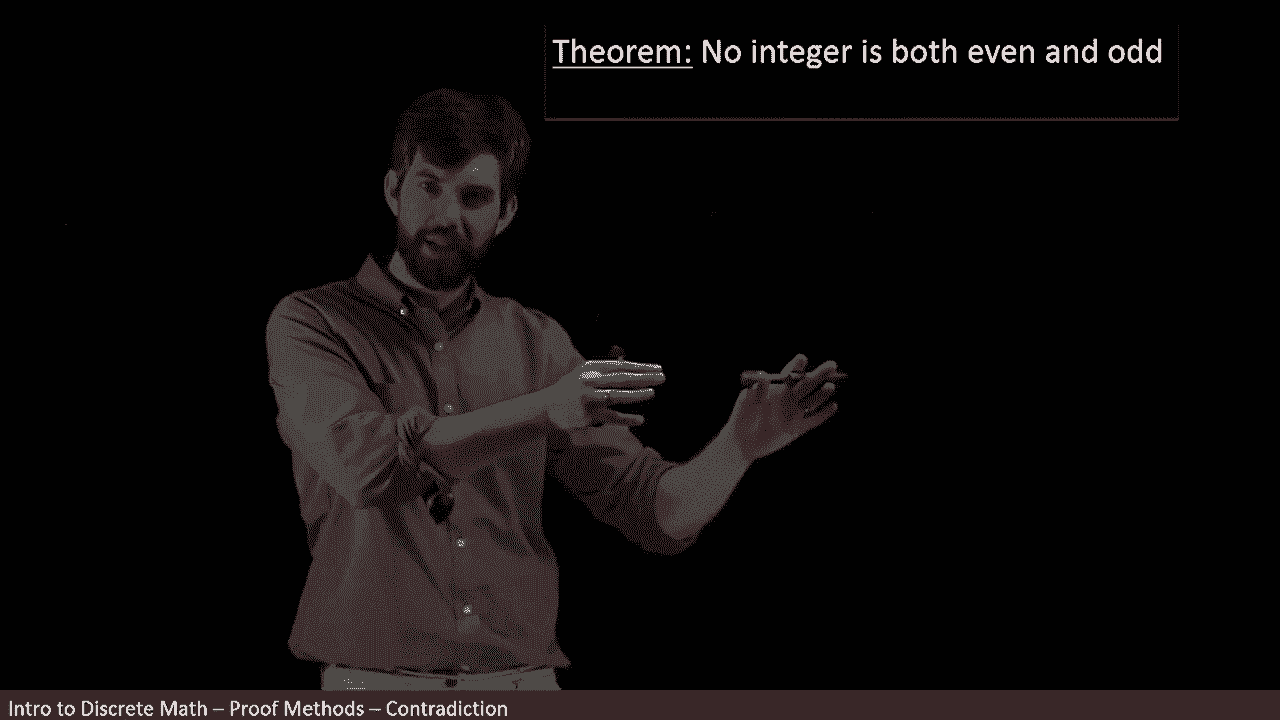 Theorem: No integer is both even and odd
Intro to Discrete Math – Proof Methods – Contradiction